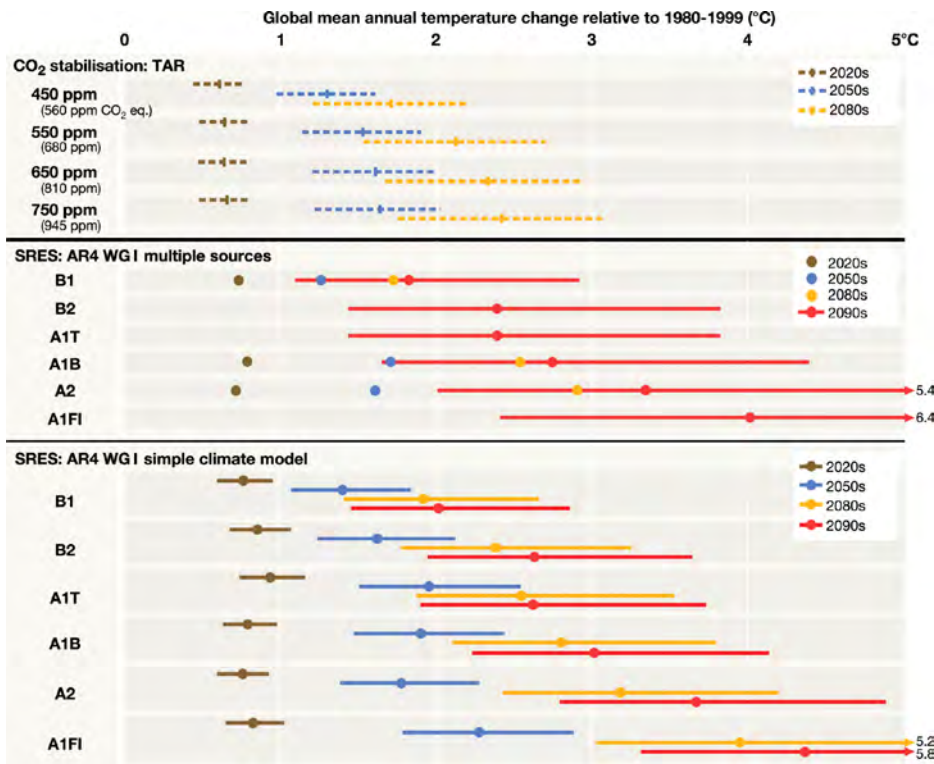 Global mean annual temperature change relative to 1980-1999 (°C)
0 1 2 3 4 5°C
CO₂ stabilisation: TAR
450 ppm
(560 ppm CO₂ eq.)
550 ppm
(680 ppm)
650 ppm
(810 ppm)
750 ppm
(945 ppm)
2020s
2050s
2080s
SRES: AR4 WG I multiple sources
B1
B2
A1T
A1B
A2
A1FI
2020s
2050s
2080s
2090s
5.4
6.4
SRES: AR4 WG I simple climate model
B1
B2
A1T
A1B
A2
A1FI
2020s
2050s
2080s
2090s
5.2
5.8